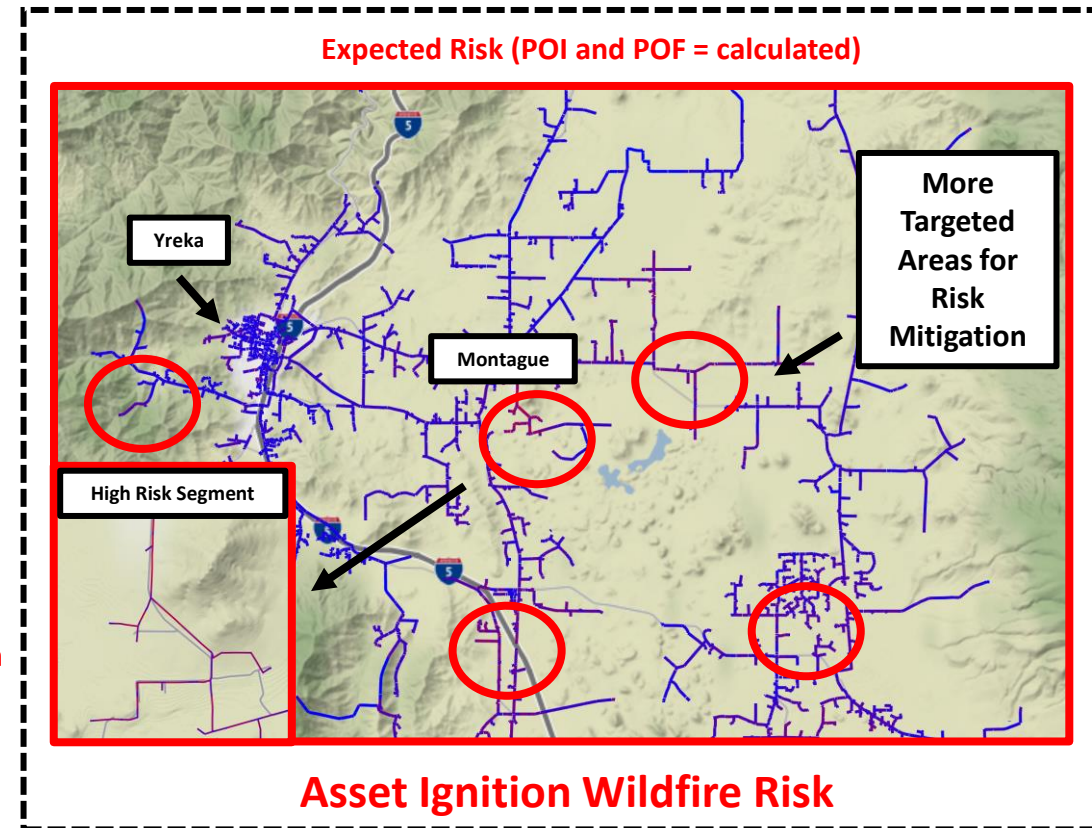 Expected Risk (POI and POF = calculated)
5
More
Targeted
Areas for
Risk
Mitigation
Yreka
5
Montague
High Risk Segment
5
Asset Ignition Wildfire Risk